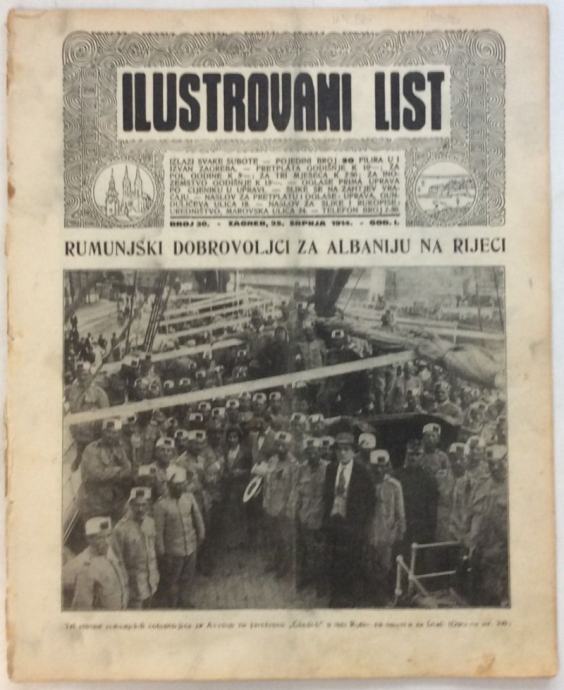 ILUSTROVANI LIST
IZLAZI SVAKE SUBOTE — POJEDINI BROJ 30 FILIRA U I
IZVAN ZAGREBA. — PRETPLATA GODIŠNJE K 10·—, ZA
POL GODINE K 5·—, ZA TRI MJESECA K 2·50; ZA INO-
ZEMSTVO GODIŠNJE K 13·—. — OGLASE PRIMA UPRAVA
PO CJENIKU U UPRAVI. — SLIKE SE NA ZAHTJEV VRA-
ĆAJU. — NASLOV ZA PRETPLATU I OGLASE: UPRAVA, GUN-
DULIĆEVA ULICA 18. — NASLOV ZA SLIKE I RUKOPISE:
UREDNIŠTVO, MAROVSKA ULICA — TELEFON BROJ
BROJ 30. - ZAGREB, 25. SRPNJA 1914. - GOD. I.
RUMUNJSKI DOBROVOLJCI ZA ALBANIJU NA RIJECI